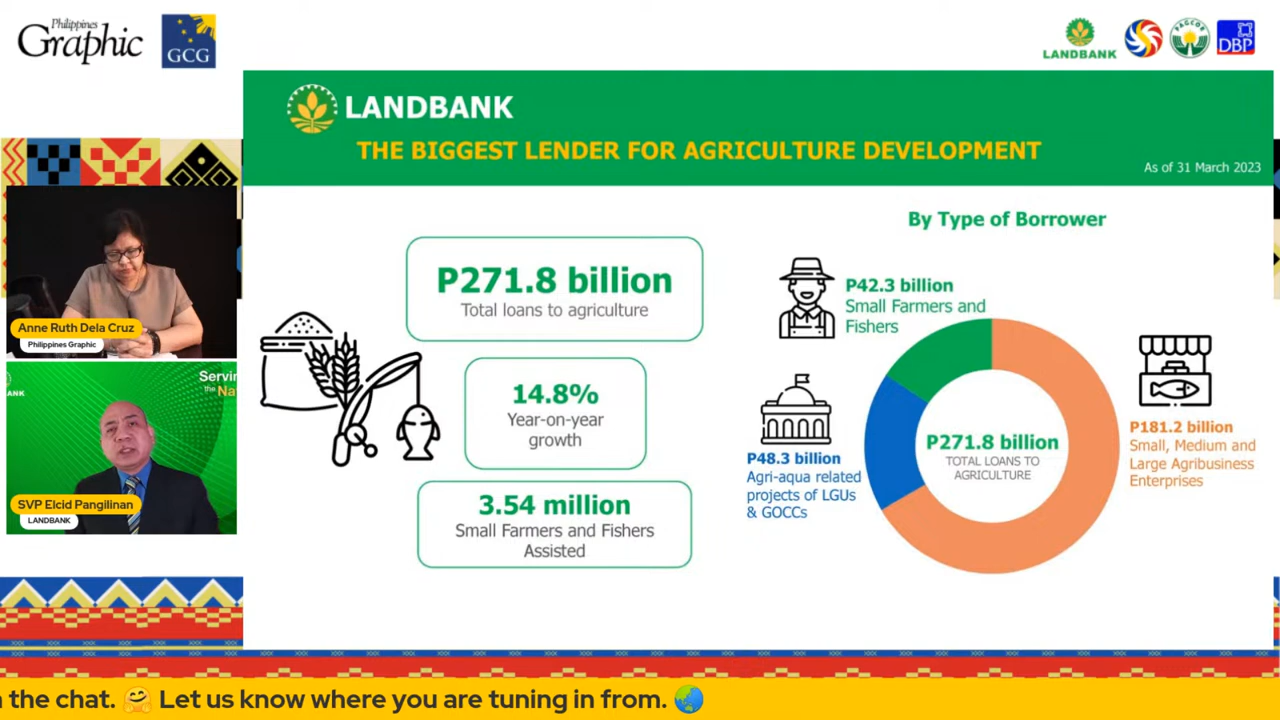 Philippines
Graphic
GCG
LANDBANK
PAGCOR
DBP
LANDBANK
THE BIGGEST LENDER FOR AGRICULTURE DEVELOPMENT
As of 31 March 2023
By Type of Borrower
P271.8 billion
Total loans to agriculture
14.8%
Year-on-year
growth
3.54 million
Small Farmers and Fishers
Assisted
P42.3 billion
Small Farmers and
Fishers
P48.3 billion
Agri-aqua related
projects of LGUs
& GOCCs
P271.8 billion
TOTAL LOANS TO
AGRICULTURE
P181.2 billion
Small, Medium and
Large Agribusiness
Enterprises
Anne Ruth Dela Cruz
Philippines Graphic
ANK
Servin
the Na
SVP Elcid Pangilinan
LANDBANK
n the chat. 🤗 Let us know where you are tuning in from. 🌏